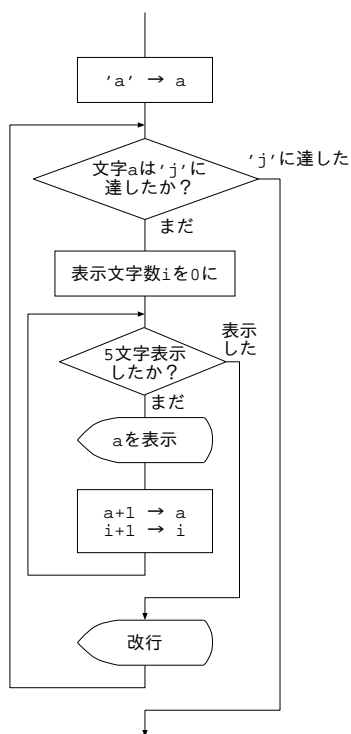 'a' → a
文字aは'j'に
達したか？
'j'に達した
まだ
表示文字数iを0に
5文字表示
したか？
表示
した
まだ
aを表示
a+1 → a
i+1 → i
改行